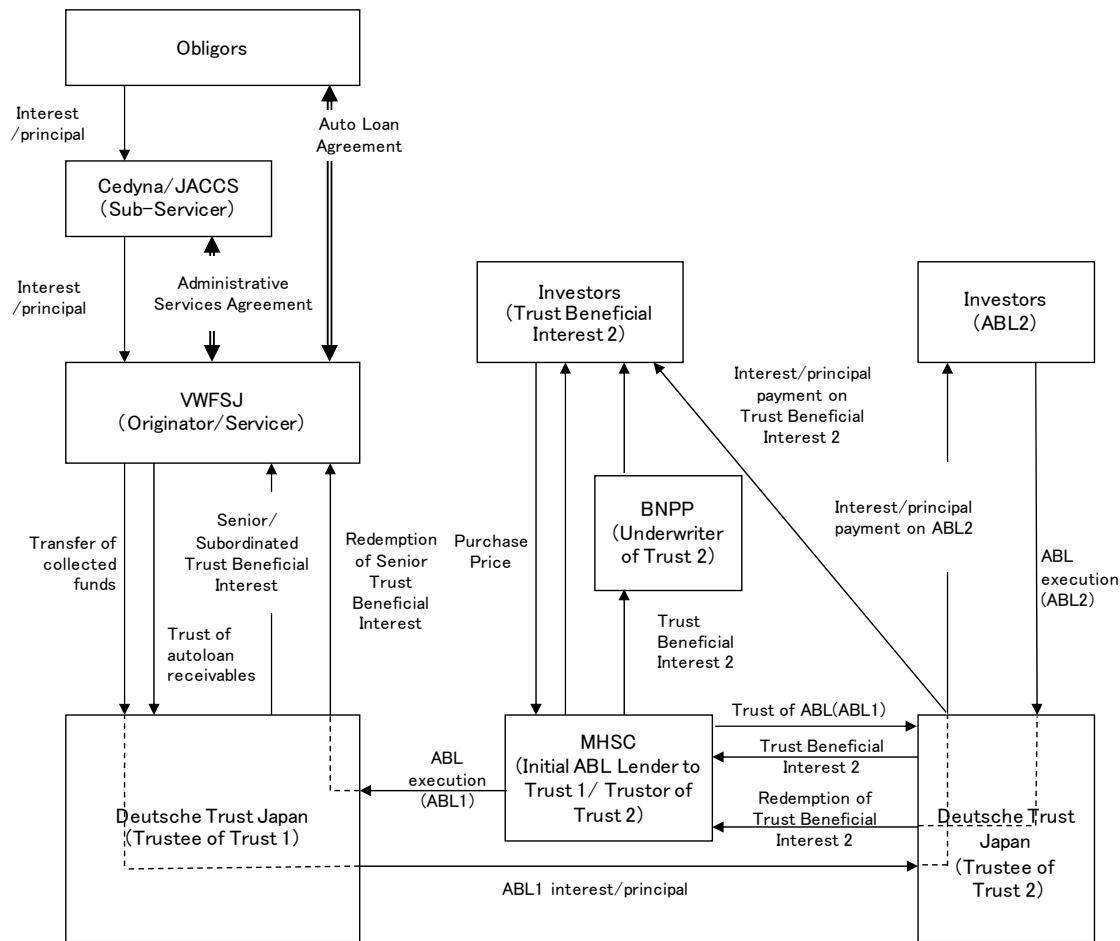 Obligors
Interest
/principal
Auto Loan
Agreement
Cedyna/JACCS
(Sub-Servicer)
Interest
/principal
Administrative
Services Agreement
Investors
(Trust Beneficial
Interest 2)
Investors
(ABL2)
VWFSJ
(Originator/Servicer)
Interest/principal
payment on
Trust Beneficial
Interest 2
BNPP
(Underwriter
of Trust 2)
Interest/principal
payment on ABL2
Transfer of
collected
funds
Senior/
Subordinated
Trust Beneficial
Interest
Redemption
of Senior
Trust
Beneficial
Interest
Purchase
Price
ABL
execution
(ABL2)
Trust of
autoloan
receivables
Trust
Beneficial
Interest 2
Trust of ABL(ABL1)
MHSC
(Initial ABL Lender to
Trust 1/ Trustor of
Trust 2)
Trust Beneficial
Interest 2
ABL
execution
(ABL1)
Redemption of
Trust Beneficial
Interest 2
Deutsche Trust Japan
(Trustee of Trust 1)
Deutsche Trust
Japan
(Trustee of
Trust 2)
ABL1 interest/principal